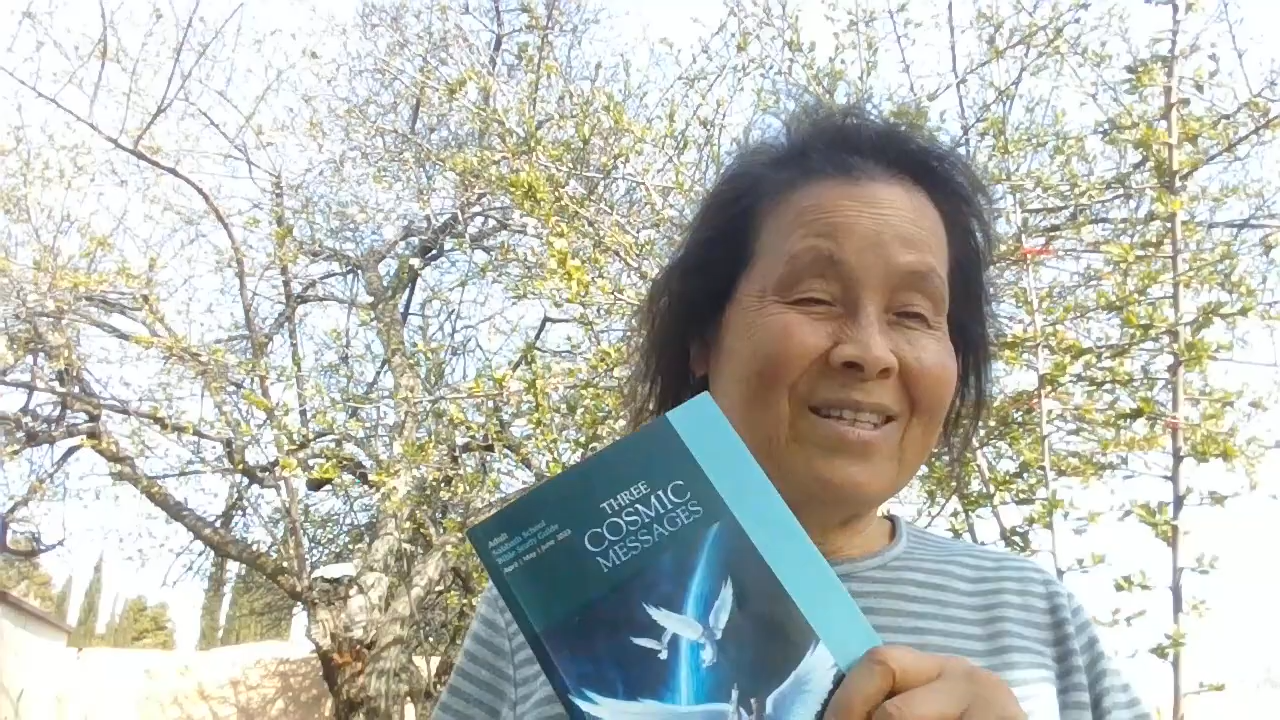 Adult
Sabbath School
Bible Study Guide
April | May | June 2023
THREE
COSMIC
MESSAGES